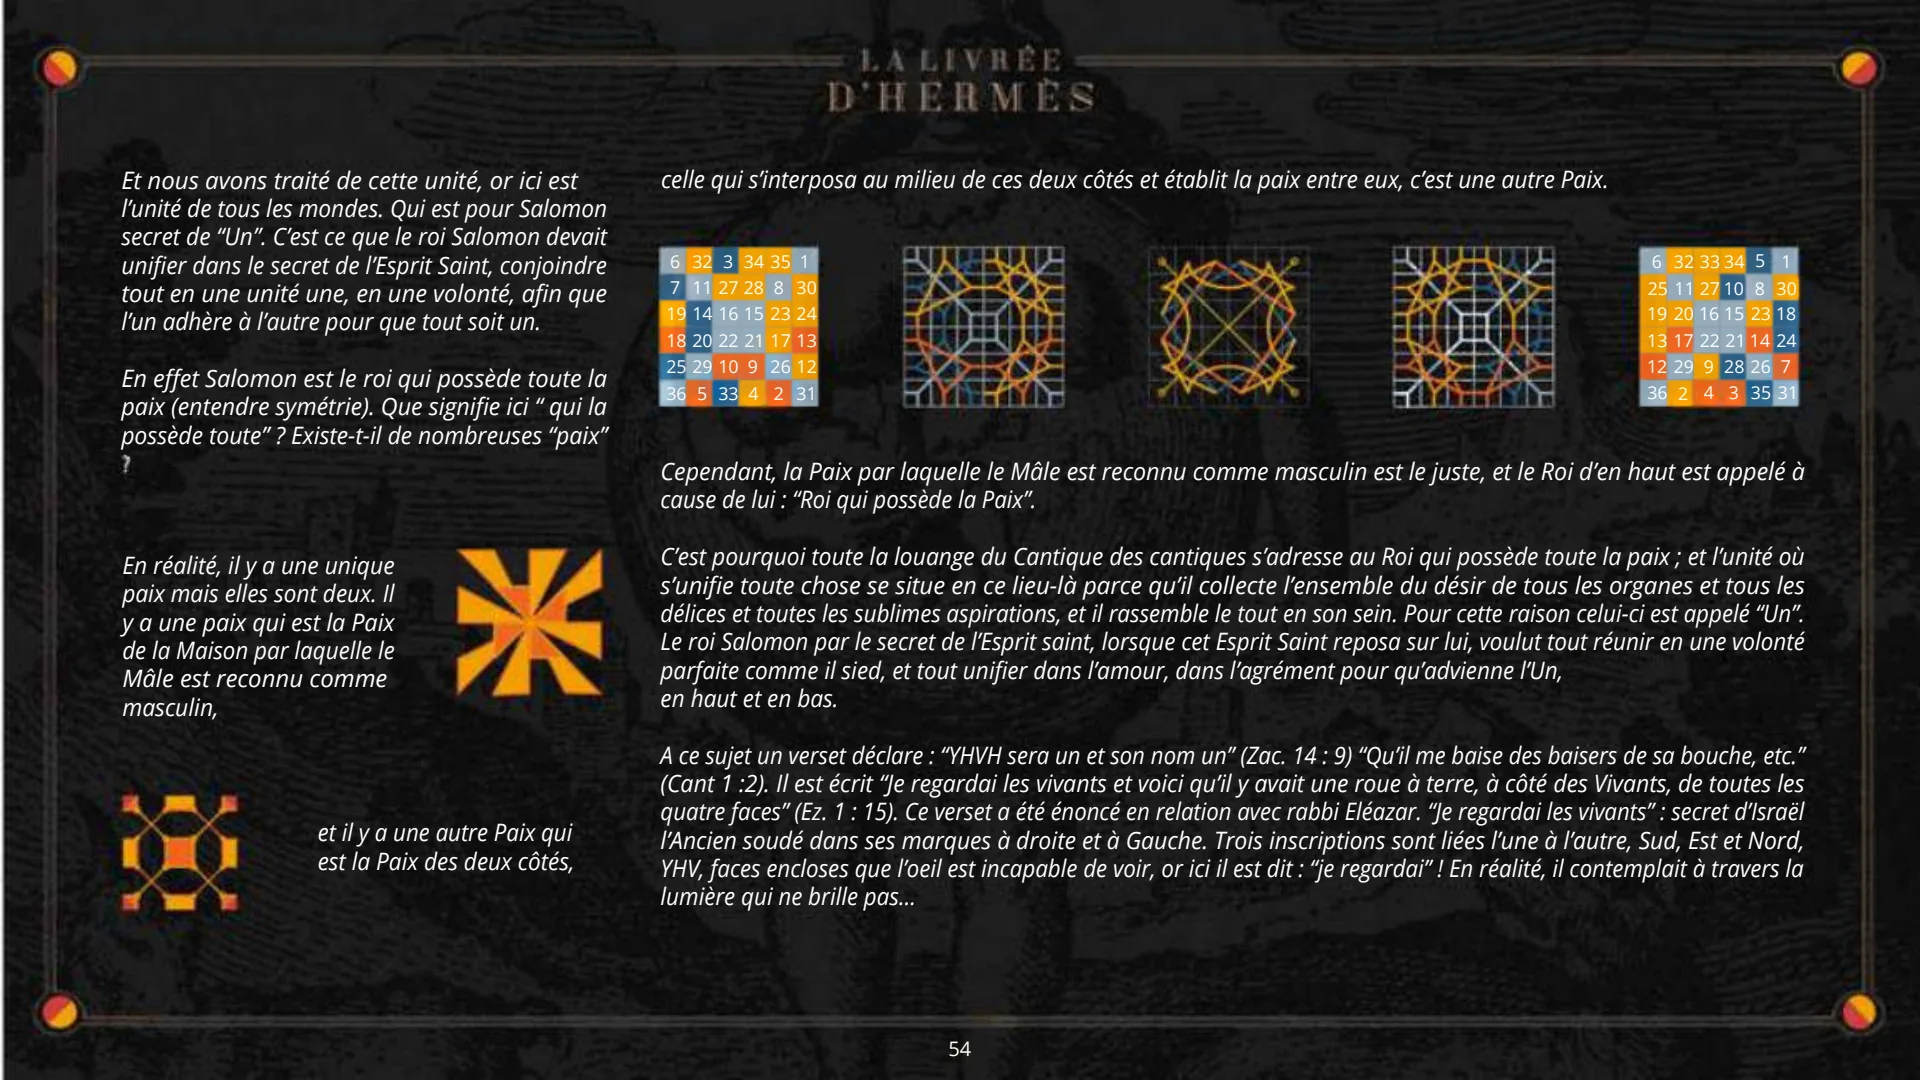 LA LIVRÉE
D'HERMÈS
Et nous avons traité de cette unité, or ici est
l’unité de tous les mondes. Qui est pour Salomon
secret de “Un”. C’est ce que le roi Salomon devait
unifier dans le secret de l’Esprit Saint, conjoindre
tout en une unité une, en une volonté, afin que
l’un adhère à l’autre pour que tout soit un.
En effet Salomon est le roi qui possède toute la
paix (entendre symétrie). Que signifie ici “ qui la
possède toute” ? Existe-t-il de nombreuses “paix”
?
En réalité, il y a une unique
paix mais elles sont deux. Il
y a une paix qui est la Paix
de la Maison par laquelle le
Mâle est reconnu comme
masculin,
et il y a une autre Paix qui
est la Paix des deux côtés,
celle qui s’interposa au milieu de ces deux côtés et établit la paix entre eux, c’est une autre Paix.
6 32 3 34 35 1
7 11 27 28 8 30
19 14 16 15 23 24
18 20 22 21 17 13
25 29 10 9 26 12
36 5 33 4 2 31
6 32 33 34 5 1
25 11 27 10 8 30
19 20 16 15 23 18
13 17 22 21 14 24
12 29 9 28 26 7
36 2 4 3 35 31
Cependant, la Paix par laquelle le Mâle est reconnu comme masculin est le juste, et le Roi d’en haut est appelé à
cause de lui : “Roi qui possède la Paix”.
C’est pourquoi toute la louange du Cantique des cantiques s’adresse au Roi qui possède toute la paix ; et l’unité où
s’unifie toute chose se situe en ce lieu-là parce qu’il collecte l’ensemble du désir de tous les organes et tous les
délices et toutes les sublimes aspirations, et il rassemble le tout en son sein. Pour cette raison celui-ci est appelé “Un”.
Le roi Salomon par le secret de l’Esprit saint, lorsque cet Esprit Saint reposa sur lui, voulut tout réunir en une volonté
parfaite comme il sied, et tout unifier dans l’amour, dans l’agrément pour qu’advienne l’Un,
en haut et en bas.
A ce sujet un verset déclare : “YHVH sera un et son nom un” (Zac. 14 : 9) “Qu’il me baise des baisers de sa bouche, etc.”
(Cant 1 :2). Il est écrit “Je regardai les vivants et voici qu’il y avait une roue à terre, à côté des Vivants, de toutes les
quatre faces” (Ez. 1 : 15). Ce verset a été énoncé en relation avec rabbi Eléazar. “Je regardai les vivants” : secret d’Israël
l’Ancien soudé dans ses marques à droite et à Gauche. Trois inscriptions sont liées l’une à l’autre, Sud, Est et Nord,
YHV, faces encloses que l’oeil est incapable de voir, or ici il est dit : “je regardai” ! En réalité, il contemplait à travers la
lumière qui ne brille pas...
54